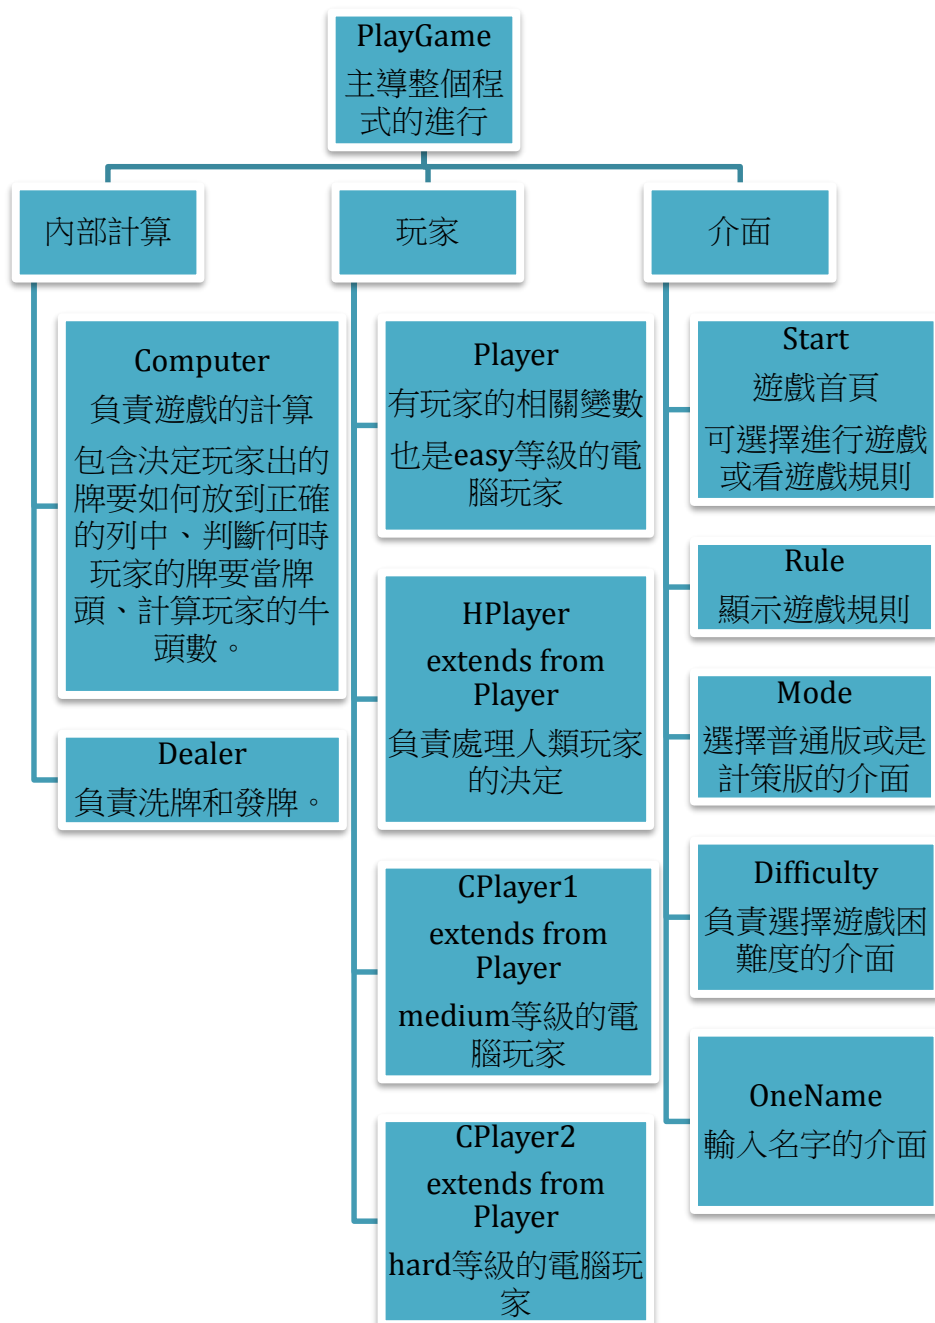 PlayGame
主導整個程
式的進行
內部計算
Computer
負責遊戲的計算
包含決定玩家出的
牌要如何放到正確
的列中、判斷何時
玩家的牌要當牌
頭、計算玩家的牛
頭數。
Dealer
負責洗牌和發牌。
玩家
Player
有玩家的相關變數
也是easy等級的電
腦玩家
HPlayer
extends from
Player
負責處理人類玩家
的決定
CPlayer1
extends from
Player
medium等級的電
腦玩家
CPlayer2
extends from
Player
hard等級的電腦玩
家
介面
Start
遊戲首頁
可選擇進行遊戲
或看遊戲規則
Rule
顯示遊戲規則
Mode
選擇普通版或是
計策版的介面
Difficulty
負責選擇遊戲困
難度的介面
OneName
輸入名字的介面